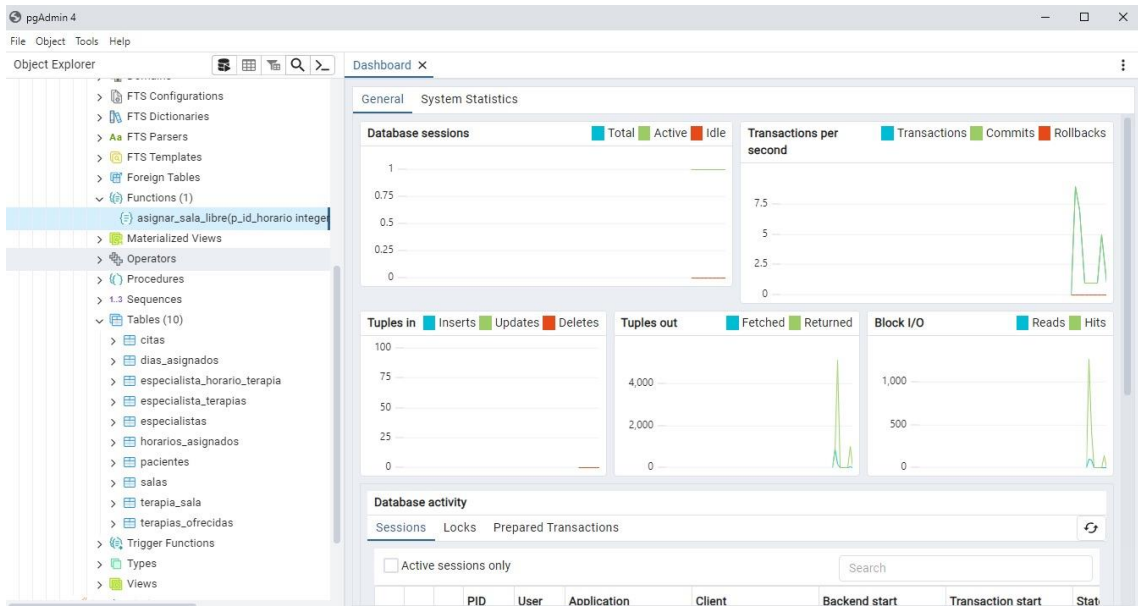 pgAdmin 4
File Object Tools Help
Object Explorer
FTS Configurations
FTS Dictionaries
Aa FTS Parsers
FTS Templates
Foreign Tables
Functions (1)
asignar_sala_libre(p_id_horario integer
Materialized Views
Operators
Procedures
1..3 Sequences
Tables (10)
citas
dias_asignados
especialista_horario_terapia
especialista_terapias
especialistas
horarios_asignados
pacientes
salas
terapia_sala
terapias_ofrecidas
Trigger Functions
Types
Views
Dashboard
General System Statistics
Database sessions Total Active Idle
1
0.75
0.5
0.25
0
Transactions per second Transactions Commits Rollbacks
7.5
5
2.5
0
Tuples in Inserts Updates Deletes
100
75
50
25
0
Tuples out Fetched Returned
4,000
2,000
0
Block I/O Reads Hits
1,000
500
0
Database activity
Sessions Locks Prepared Transactions
Active sessions only
Search
PID User Application Client Backend start Transaction start Stat